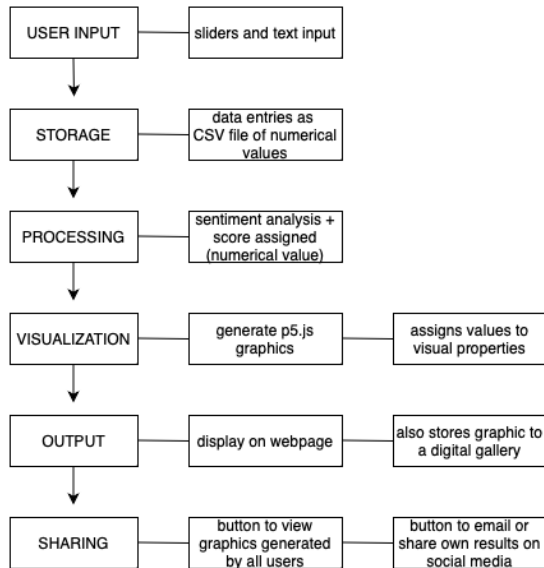 USER INPUT
sliders and text input
STORAGE
data entries as
CSV file of numerical
values
PROCESSING
sentiment analysis +
score assigned
(numerical value)
VISUALIZATION
generate p5.js
graphics
assigns values to
visual properties
OUTPUT
display on webpage
also stores graphic to
a digital gallery
SHARING
button to view
graphics generated
by all users
button to email or
share own results on
social media